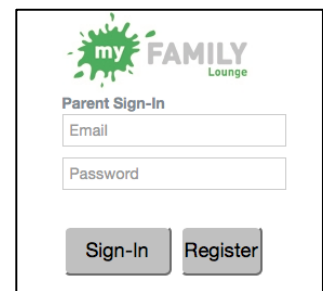 my FAMILY
Lounge
Parent Sign-In
Email
Password
Sign-In Register